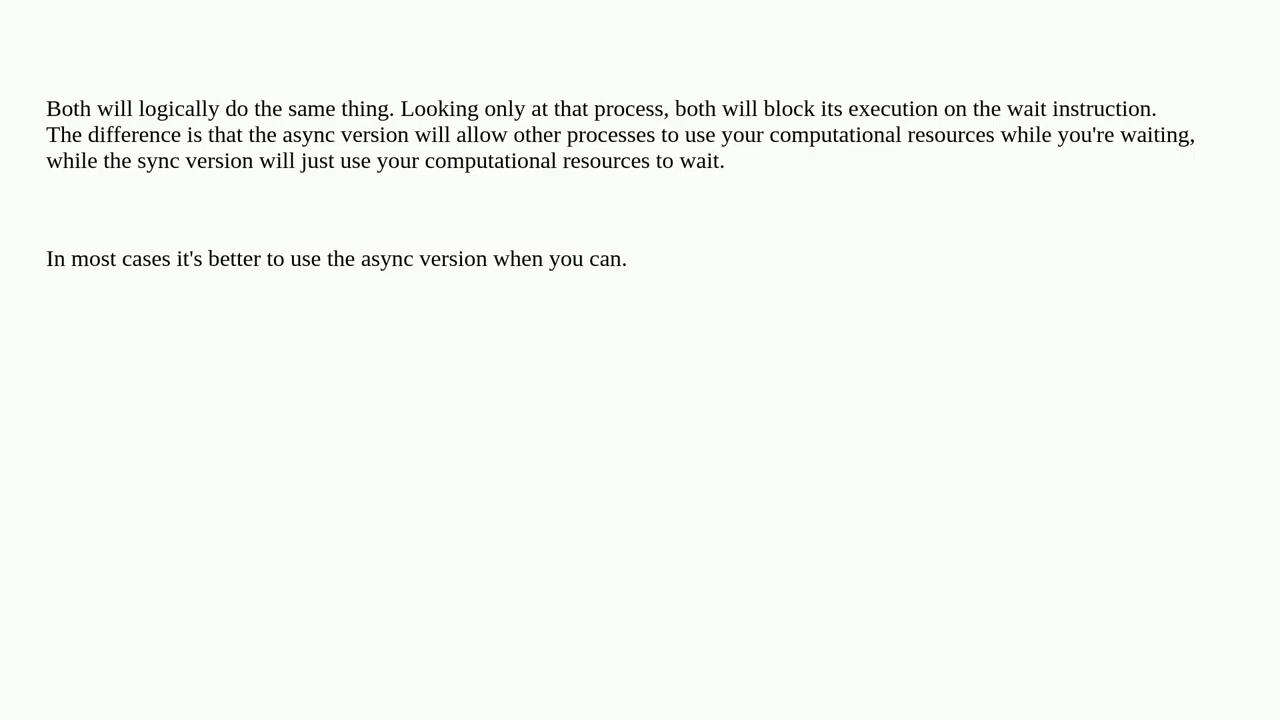 Both will logically do the same thing. Looking only at that process, both will block its execution on the wait instruction.
The difference is that the async version will allow other processes to use your computational resources while you're waiting,
while the sync version will just use your computational resources to wait.
In most cases it's better to use the async version when you can.